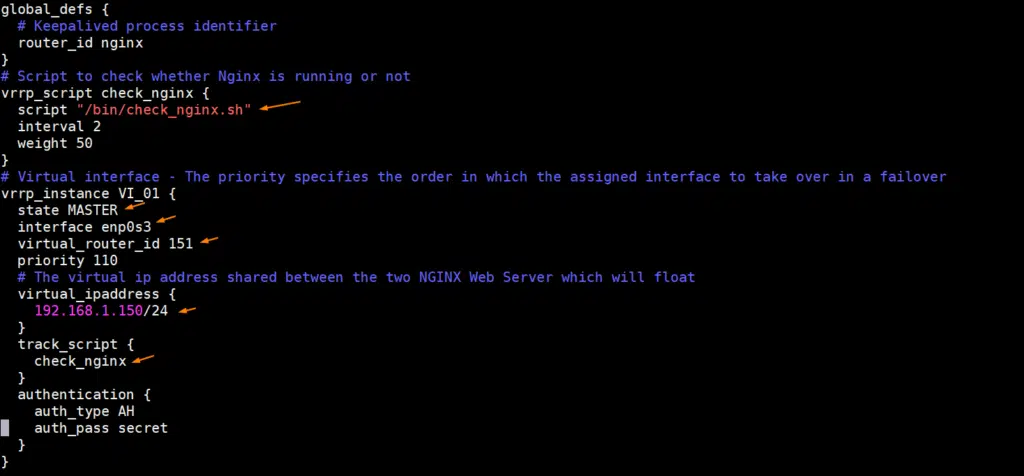 global_defs {
  # Keepalived process identifier
  router_id nginx
}
# Script to check whether Nginx is running or not
vrrp_script check_nginx {
  script "/bin/check_nginx.sh"
  interval 2
  weight 50
}
# Virtual interface - The priority specifies the order in which the assigned interface to take over in a failover
vrrp_instance VI_01 {
  state MASTER
  interface enp0s3
  virtual_router_id 151
  priority 110
  # The virtual ip address shared between the two NGINX Web Server which will float
  virtual_ipaddress {
    192.168.1.150/24
  }
  track_script {
    check_nginx
  }
  authentication {
    auth_type AH
    auth_pass secret
  }
}